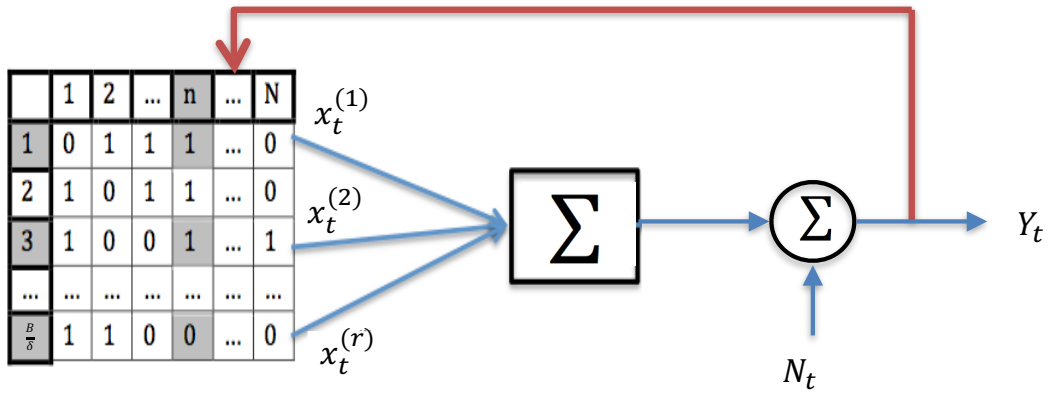 1 2 ... n ... N
1 0 1 1 1 ... 0
2 1 0 1 1 ... 0
3 1 0 0 1 ... 1
... ... ... ... ... ... ...
B/δ 1 1 0 0 ... 0
x_t^(1)
x_t^(2)
x_t^(r)
∑
∑
Y_t
N_t